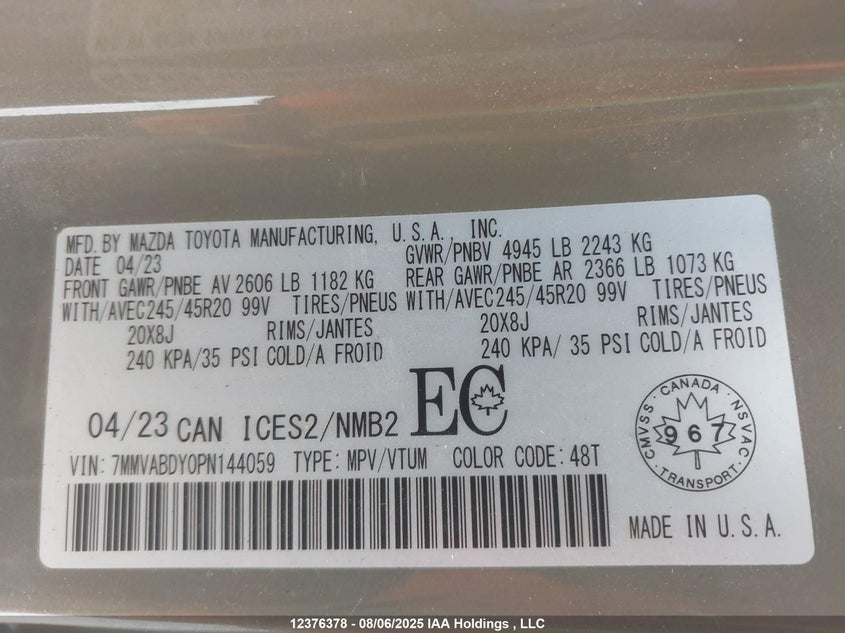 MFD. BY MAZDA TOYOTA MANUFACTURING, U.S.A., INC.
DATE 04/23
GVWR/PNBV 4945 LB 2243 KG
FRONT GAWR/PNBE AV 2606 LB 1182 KG
REAR GAWR/PNBE AR 2366 LB 1073 KG
WITH/AVEC 245/45R20 99V TIRES/PNEUS
WITH/AVEC 245/45R20 99V TIRES/PNEUS
20X8J RIMS/JANTES
20X8J RIMS/JANTES
240 KPA/35 PSI COLD/A FROID
240 KPA/ 35 PSI COLD/A FROID
04/23 CAN ICES2/NMB2 EC
CANADA
CMVSS 967 NSVAC
TRANSPORT
VIN: 7MMVABDY0PN144059 TYPE: MPV/VTUM COLOR CODE: 48T
MADE IN U.S.A.
12376378 - 08/06/2025 IAA Holdings , LLC